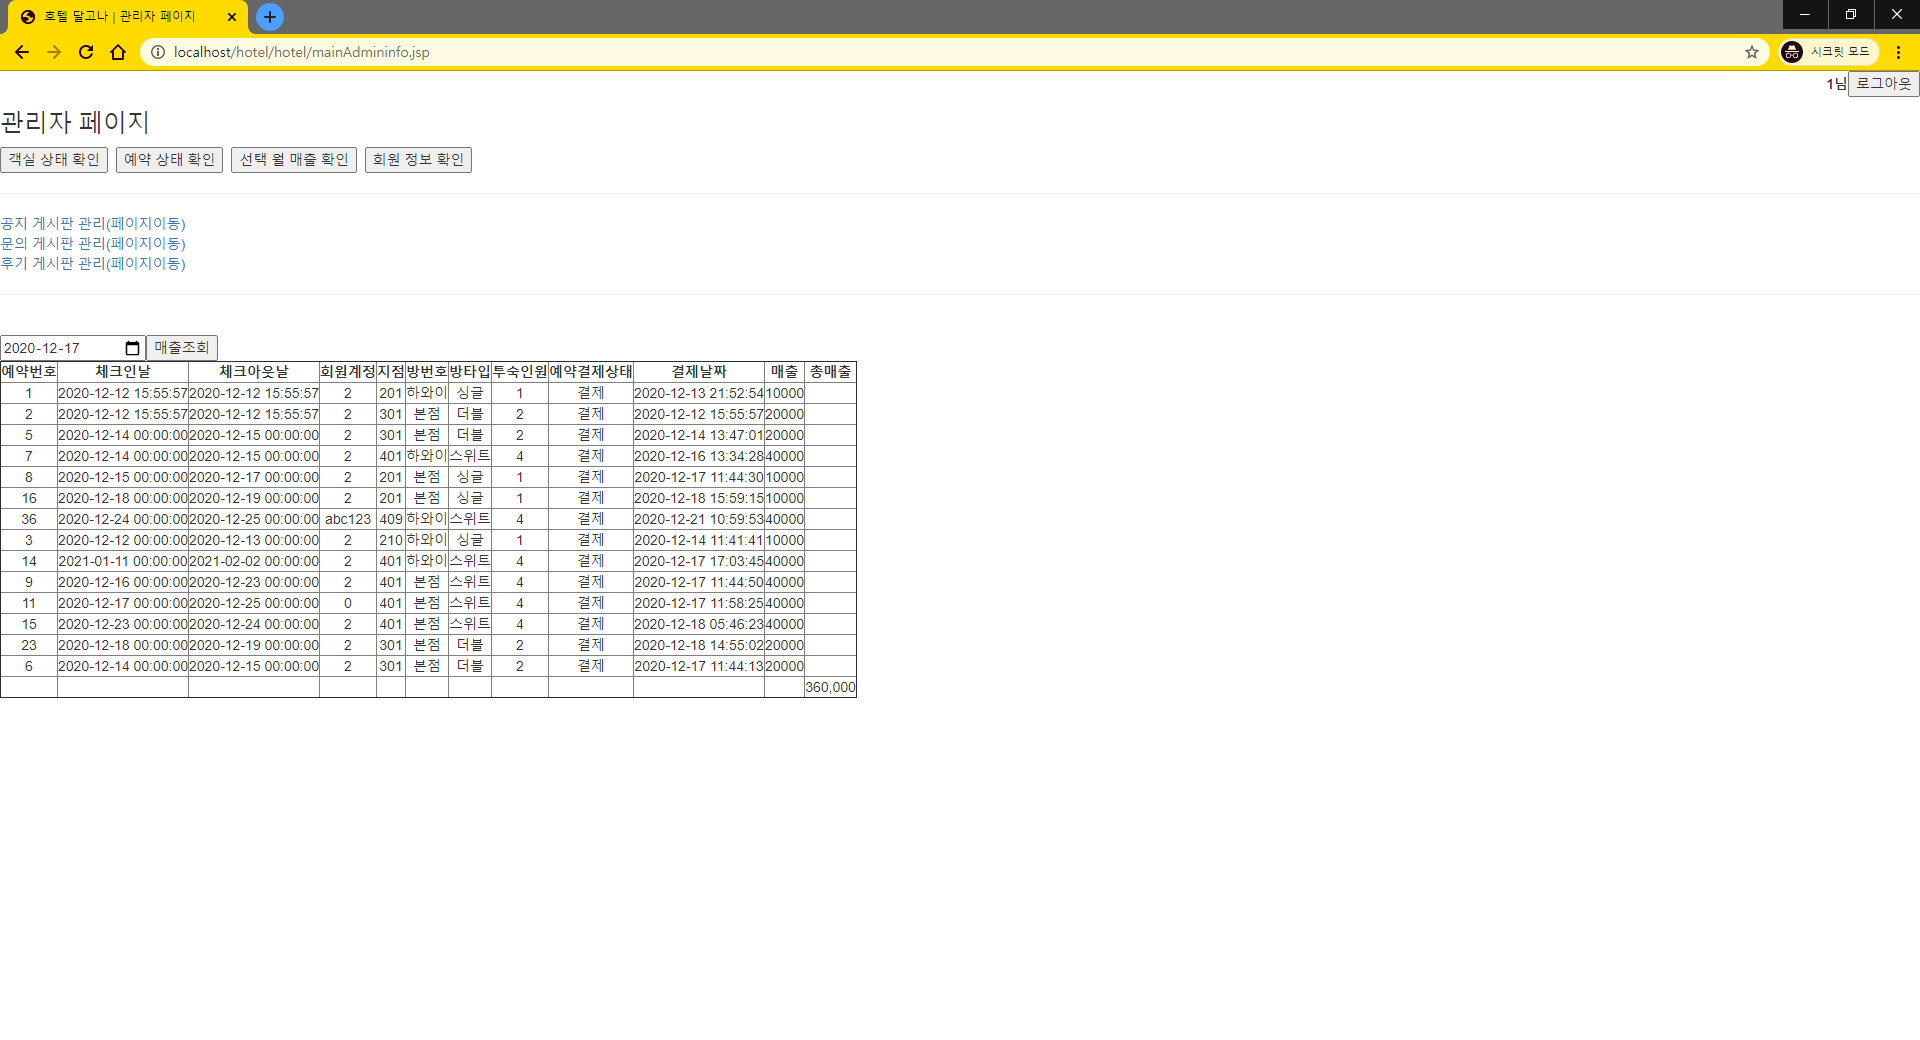 호텔 달고나 | 관리자 페이지
localhost/hotel/hotel/mainAdmininfo.jsp
시크릿 모드
1님 로그아웃
관리자 페이지
객실 상태 확인 예약 상태 확인 선택 월 매출 확인 회원 정보 확인
공지 게시판 관리(페이지이동)
문의 게시판 관리(페이지이동)
후기 게시판 관리(페이지이동)
2020-12-17 매출조회
예약번호 체크인날 체크아웃날 회원계정 지점 방번호 방타입 투숙인원 예약결제상태 결제날짜 매출 총매출
1 2020-12-12 15:55:57 2020-12-12 15:55:57 2 201 하와이 싱글 1 결제 2020-12-13 21:52:54 10000
2 2020-12-12 15:55:57 2020-12-12 15:55:57 2 301 본점 더블 2 결제 2020-12-12 15:55:57 20000
5 2020-12-14 00:00:00 2020-12-15 00:00:00 2 301 본점 더블 2 결제 2020-12-14 13:47:01 20000
7 2020-12-14 00:00:00 2020-12-15 00:00:00 2 401 하와이 스위트 4 결제 2020-12-16 13:34:28 40000
8 2020-12-15 00:00:00 2020-12-17 00:00:00 2 201 본점 싱글 1 결제 2020-12-17 11:44:30 10000
16 2020-12-18 00:00:00 2020-12-19 00:00:00 2 201 본점 싱글 1 결제 2020-12-18 15:59:15 10000
36 2020-12-24 00:00:00 2020-12-25 00:00:00 abc123 409 하와이 스위트 4 결제 2020-12-21 10:59:53 40000
3 2020-12-12 00:00:00 2020-12-13 00:00:00 2 210 하와이 싱글 1 결제 2020-12-14 11:41:41 10000
14 2021-01-11 00:00:00 2021-02-02 00:00:00 2 401 하와이 스위트 4 결제 2020-12-17 17:03:45 40000
9 2020-12-16 00:00:00 2020-12-23 00:00:00 2 401 본점 스위트 4 결제 2020-12-17 11:44:50 40000
11 2020-12-17 00:00:00 2020-12-25 00:00:00 0 401 본점 스위트 4 결제 2020-12-17 11:58:25 40000
15 2020-12-23 00:00:00 2020-12-24 00:00:00 2 401 본점 스위트 4 결제 2020-12-18 05:46:23 40000
23 2020-12-18 00:00:00 2020-12-19 00:00:00 2 301 본점 더블 2 결제 2020-12-18 14:55:02 20000
6 2020-12-14 00:00:00 2020-12-15 00:00:00 2 301 본점 더블 2 결제 2020-12-17 11:44:13 20000
360,000